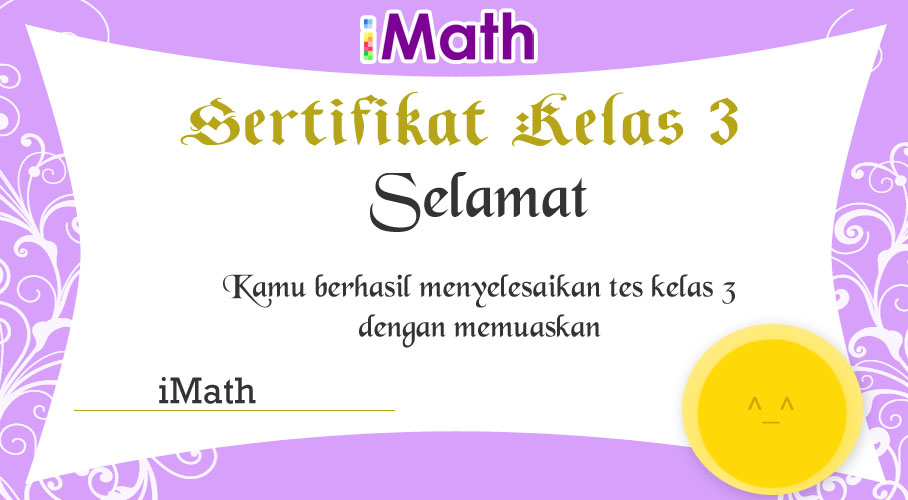 iMath
Sertifikat Kelas 3
Selamat
Kamu berhasil menyelesaikan tes kelas 3
dengan memuaskan
iMath
^_^